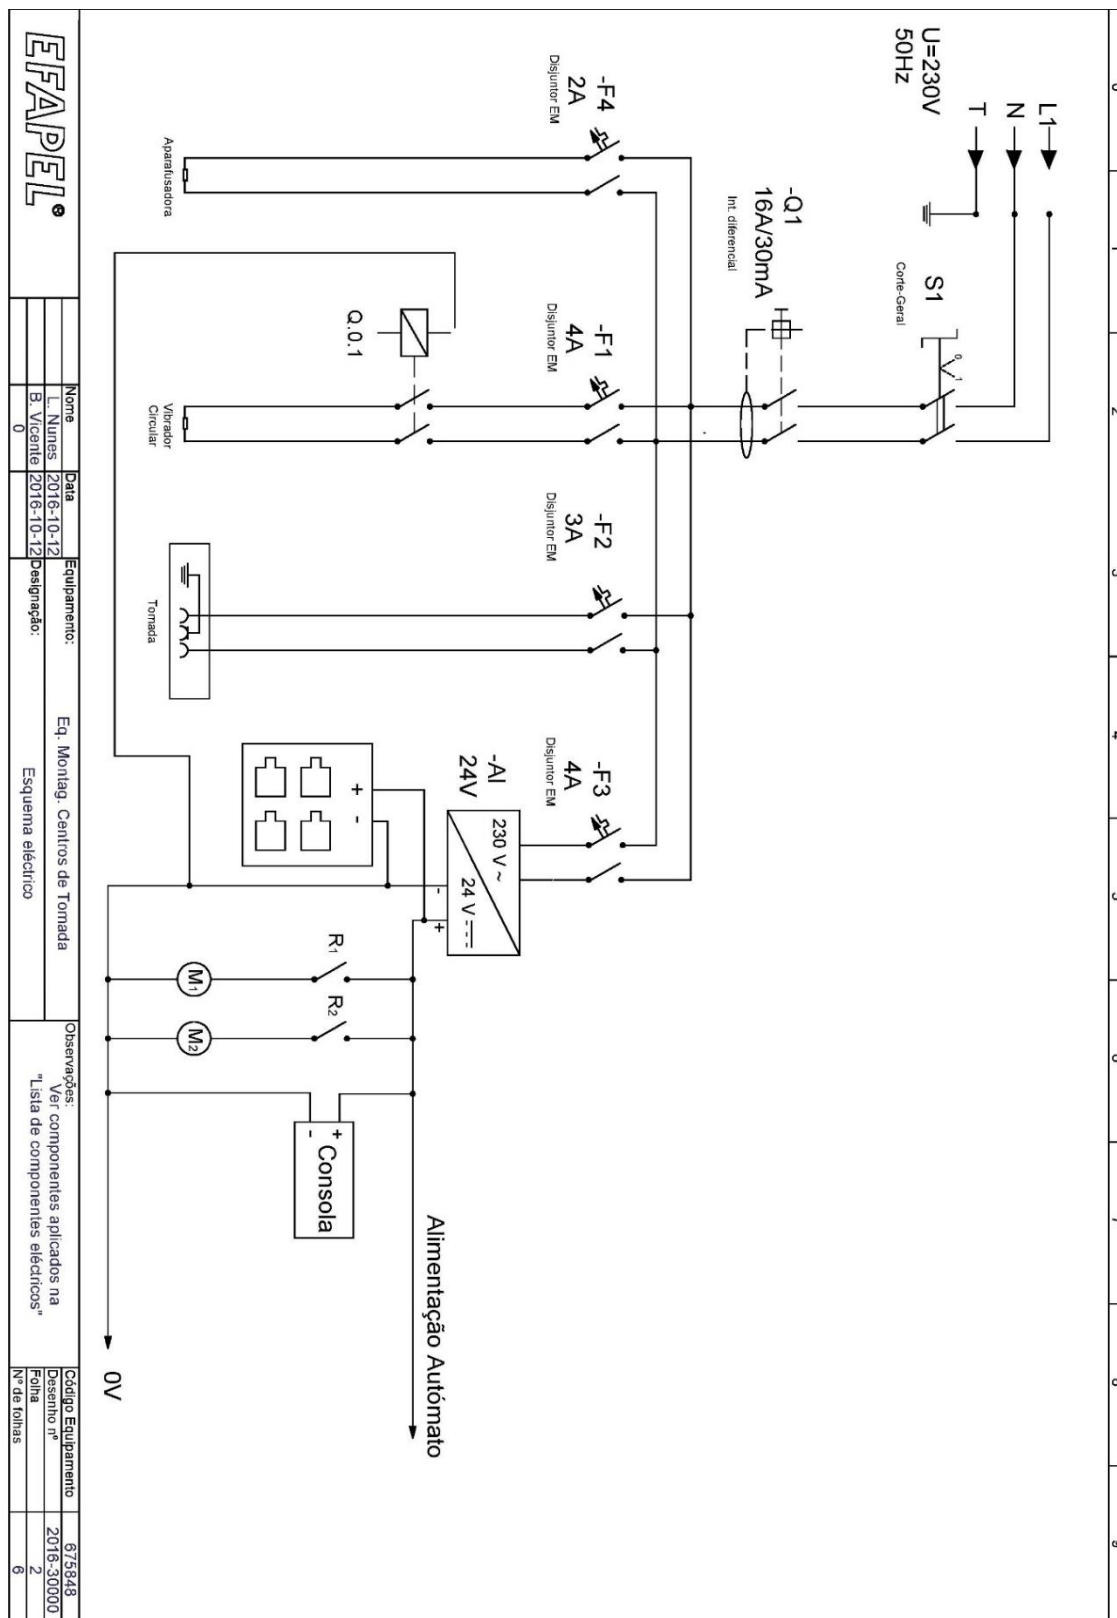 L1
N
T
U=230V
50Hz
S1
Corte-Geral
0 1
-Q1
16A/30mA
Int. diferencial
-F4
2A
Disjuntor EM
-F1
4A
Disjuntor EM
-F2
3A
Disjuntor EM
-F3
4A
Disjuntor EM
Q.0.1
-AI
24V
230 V ~
24 V
- +
+ -
R1
R2
M1
M2
+
-
Consola
Alimentação Autómato
0V
Aparafusadora
Vibrador
Circular
Tomada
EFAPEL®
Nome
Data
L. Nunes
2016-10-12
B. Vicente
2016-10-12
0
Equipamento:
Eq. Montag. Centros de Tomada
Designação:
Esquema eléctrico
Observações:
Ver componentes aplicados na
"Lista de componentes eléctricos"
Código Equipamento
675848
Desenho nº
2016-30000
Folha
2
Nº de folhas
6